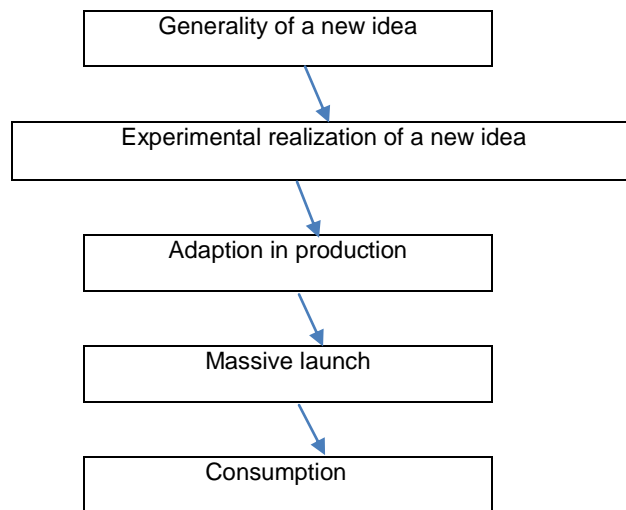 Generality of a new idea
Experimental realization of a new idea
Adaption in production
Massive launch
Consumption